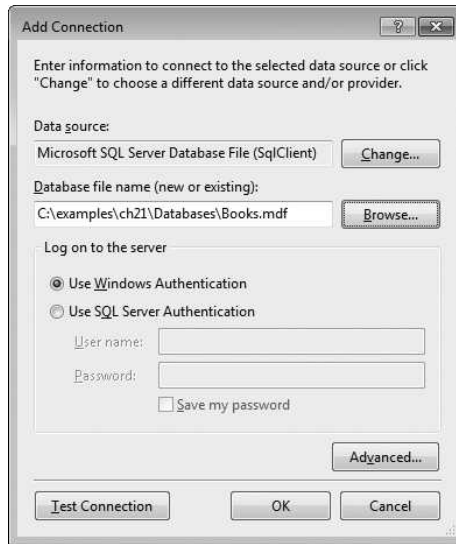 Add Connection
Enter information to connect to the selected data source or click
"Change" to choose a different data source and/or provider.
Data source:
Microsoft SQL Server Database File (SqlClient)
Change...
Database file name (new or existing):
C:\examples\ch21\Databases\Books.mdf
Browse...
Log on to the server
Use Windows Authentication
Use SQL Server Authentication
User name:
Password:
Save my password
Advanced...
Test Connection
OK
Cancel